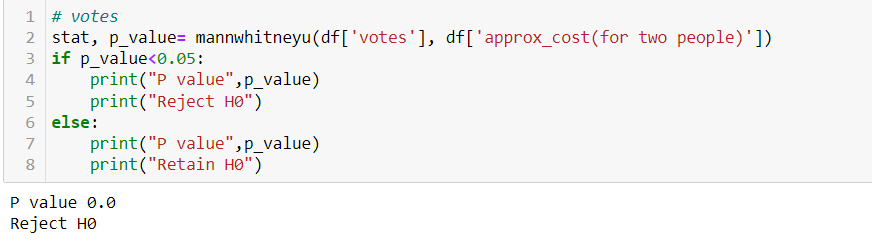 1 # votes
2 stat, p_value= mannwhitneyu(df['votes'], df['approx_cost(for two people)'])
3 if p_value<0.05:
4     print("P value",p_value)
5     print("Reject H0")
6 else:
7     print("P value",p_value)
8     print("Retain H0")
P value 0.0
Reject H0